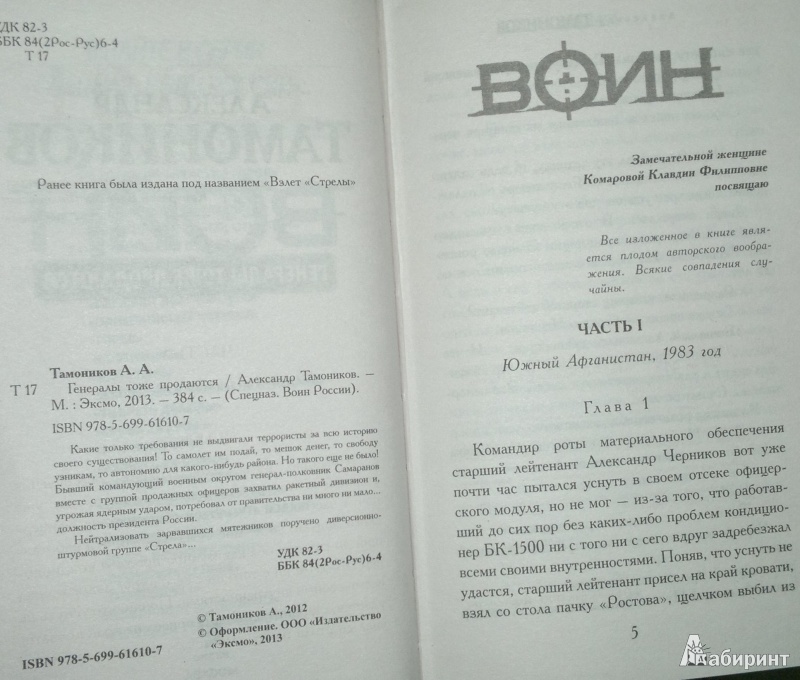 УДК 82-3
ББК 84(2Рос-Рус)6-4
Т 17
Ранее книга была издана под названием «Взлет «Стрелы»
Тамоников А. А.
Т 17
Генералы тоже продаются / Александр Тамоников. —
М. : Эксмо, 2013. — 384 с. — (Спецназ. Воин России).
ISBN 978-5-699-61610-7
Какие только требования не выдвигали террористы за всю историю
своего существования! То самолет им подай, то мешок денег, то свободу
узникам, то автономию для какого-нибудь района. Но такого еще не было!
Бывший командующий военным округом генерал-полковник Самаранов
вместе с группой продажных офицеров захватил ракетный дивизион и,
угрожая ядерным ударом, потребовал от правительства ни много ни мало...
должность президента России.
Нейтрализовать зарвавшихся мятежников поручено диверсионно-
штурмовой группе «Стрела»...
УДК 82-3
ББК 84(2Рос-Рус)6-4
© Тамоников А., 2012
© Оформление. ООО «Издательство
«Эксмо», 2013
ISBN 978-5-699-61610-7
ВОИН
Замечательной женщине
Комаровой Клавдии Филипповне
посвящаю
Все изложенное в книге явля-
ется плодом авторского вообра-
жения. Всякие совпадения слу-
чайны.
ЧАСТЬ I
Южный Афганистан, 1983 год
Глава 1
Командир роты материального обеспечения
старший лейтенант Александр Черников вот уже
почти час пытался уснуть в своем отсеке офицер-
ского модуля, но не мог — из-за того, что работав-
ший до сих пор без каких-либо проблем кондицио-
нер БК-1500 ни с того ни с сего вдруг задребезжал
всеми своими внутренностями. Поняв, что уснуть не
удастся, старший лейтенант присел на край кровати,
взял со стола пачку «Ростова», щелчком выбил из
5
Лабиринт